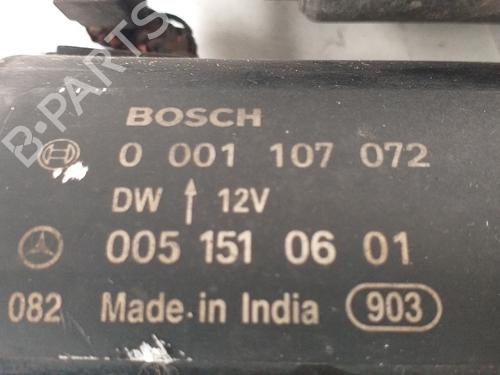 BOSCH
0 001 107 072
DW 12V
005 151 06 01
082 Made in India 903
B-PARTS